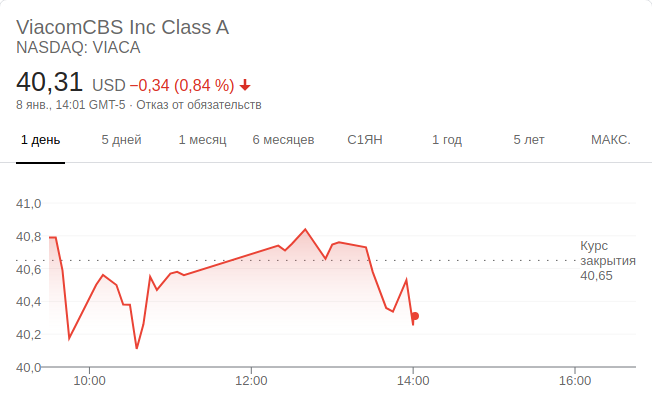 ViacomCBS Inc Class A
NASDAQ: VIACA
40,31 USD −0,34 (0,84 %) ↓
8 янв., 14:01 GMT-5 · Отказ от обязательств
1 день 5 дней 1 месяц 6 месяцев С1ЯН 1 год 5 лет МАКС.
41,0
40,8
Курс
закрытия
40,65
40,6
40,4
40,2
40,0
10:00 12:00 14:00 16:00